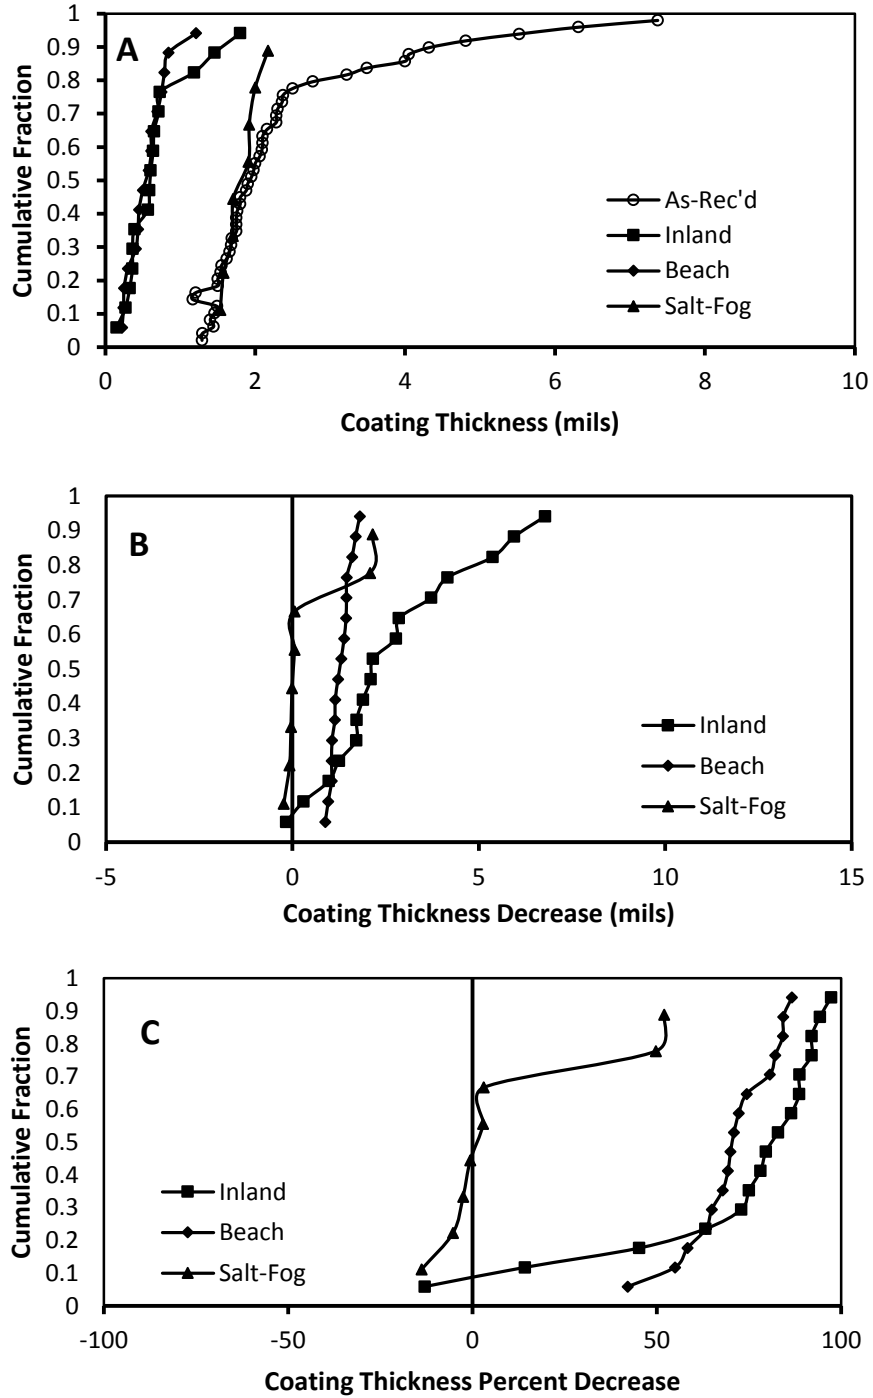 1
0.9
0.8
0.7
0.6
0.5
0.4
0.3
0.2
0.1
0
Cumulative Fraction
A
As-Rec'd
Inland
Beach
Salt-Fog
0 2 4 6 8 10
Coating Thickness (mils)
1
0.9
0.8
0.7
0.6
0.5
0.4
0.3
0.2
0.1
0
Cumulative Fraction
B
Inland
Beach
Salt-Fog
-5 0 5 10 15
Coating Thickness Decrease (mils)
1
0.9
0.8
0.7
0.6
0.5
0.4
0.3
0.2
0.1
0
Cumulative Fraction
C
Inland
Beach
Salt-Fog
-100 -50 0 50 100
Coating Thickness Percent Decrease